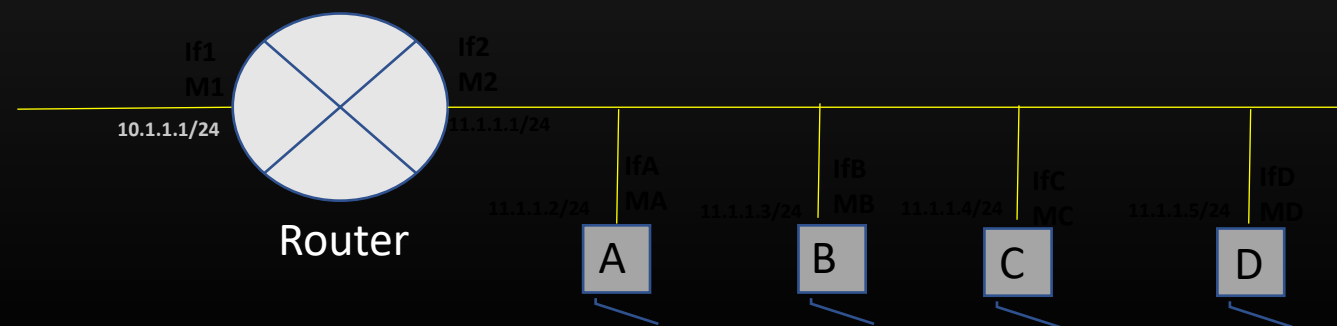 If1
M1
If2
M2
10.1.1.1/24
11.1.1.1/24
IfA
MA
11.1.1.2/24
IfB
MB
11.1.1.3/24
IfC
MC
11.1.1.4/24
IfD
MD
11.1.1.5/24
Router
A
B
C
D